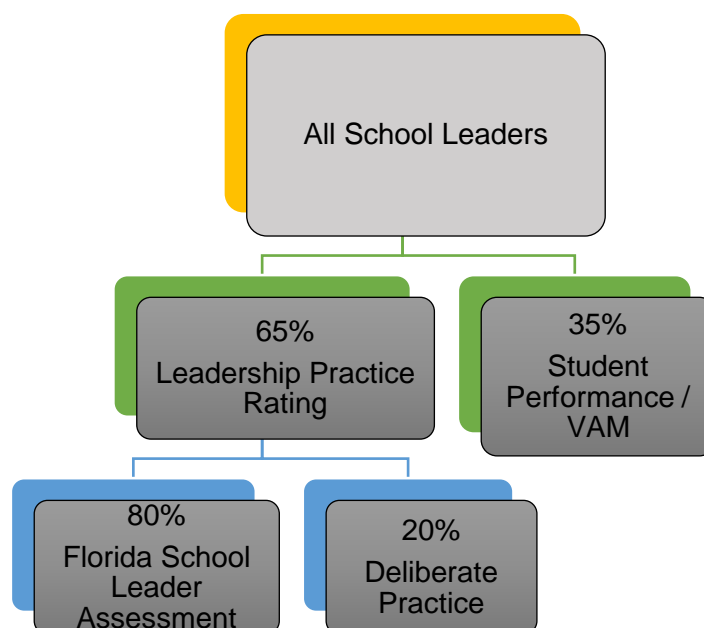 All School Leaders
65%
Leadership Practice
Rating
35%
Student
Performance /
VAM
80%
Florida School
Leader
Assessment
20%
Deliberate
Practice